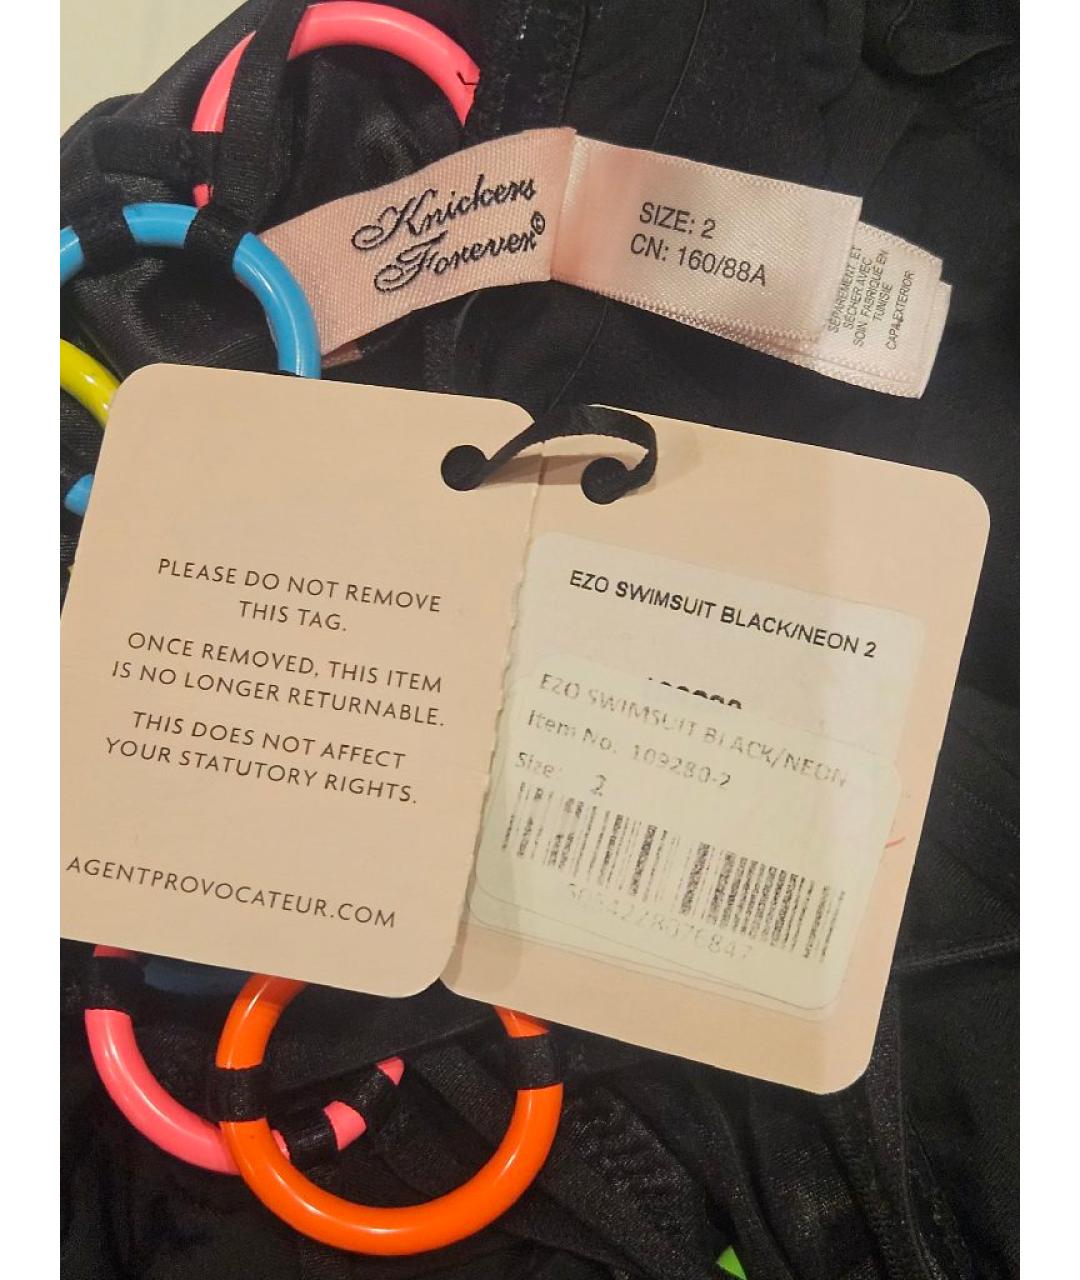 Knickers
Forever©
SIZE: 2
CN: 160/88A
SÉPARÉMENT ET
SÉCHER AVEC
SOIN FABRIQUÉ EN
TUNISIE
CAPA EXTERIOR
PLEASE DO NOT REMOVE
THIS TAG.
ONCE REMOVED, THIS ITEM
IS NO LONGER RETURNABLE.
THIS DOES NOT AFFECT
YOUR STATUTORY RIGHTS.
AGENTPROVOCATEUR.COM
EZO SWIMSUIT BLACK/NEON 2
EZO SWIMSUIT BLACK/NEON
Item No. 109280-2
Size: 2